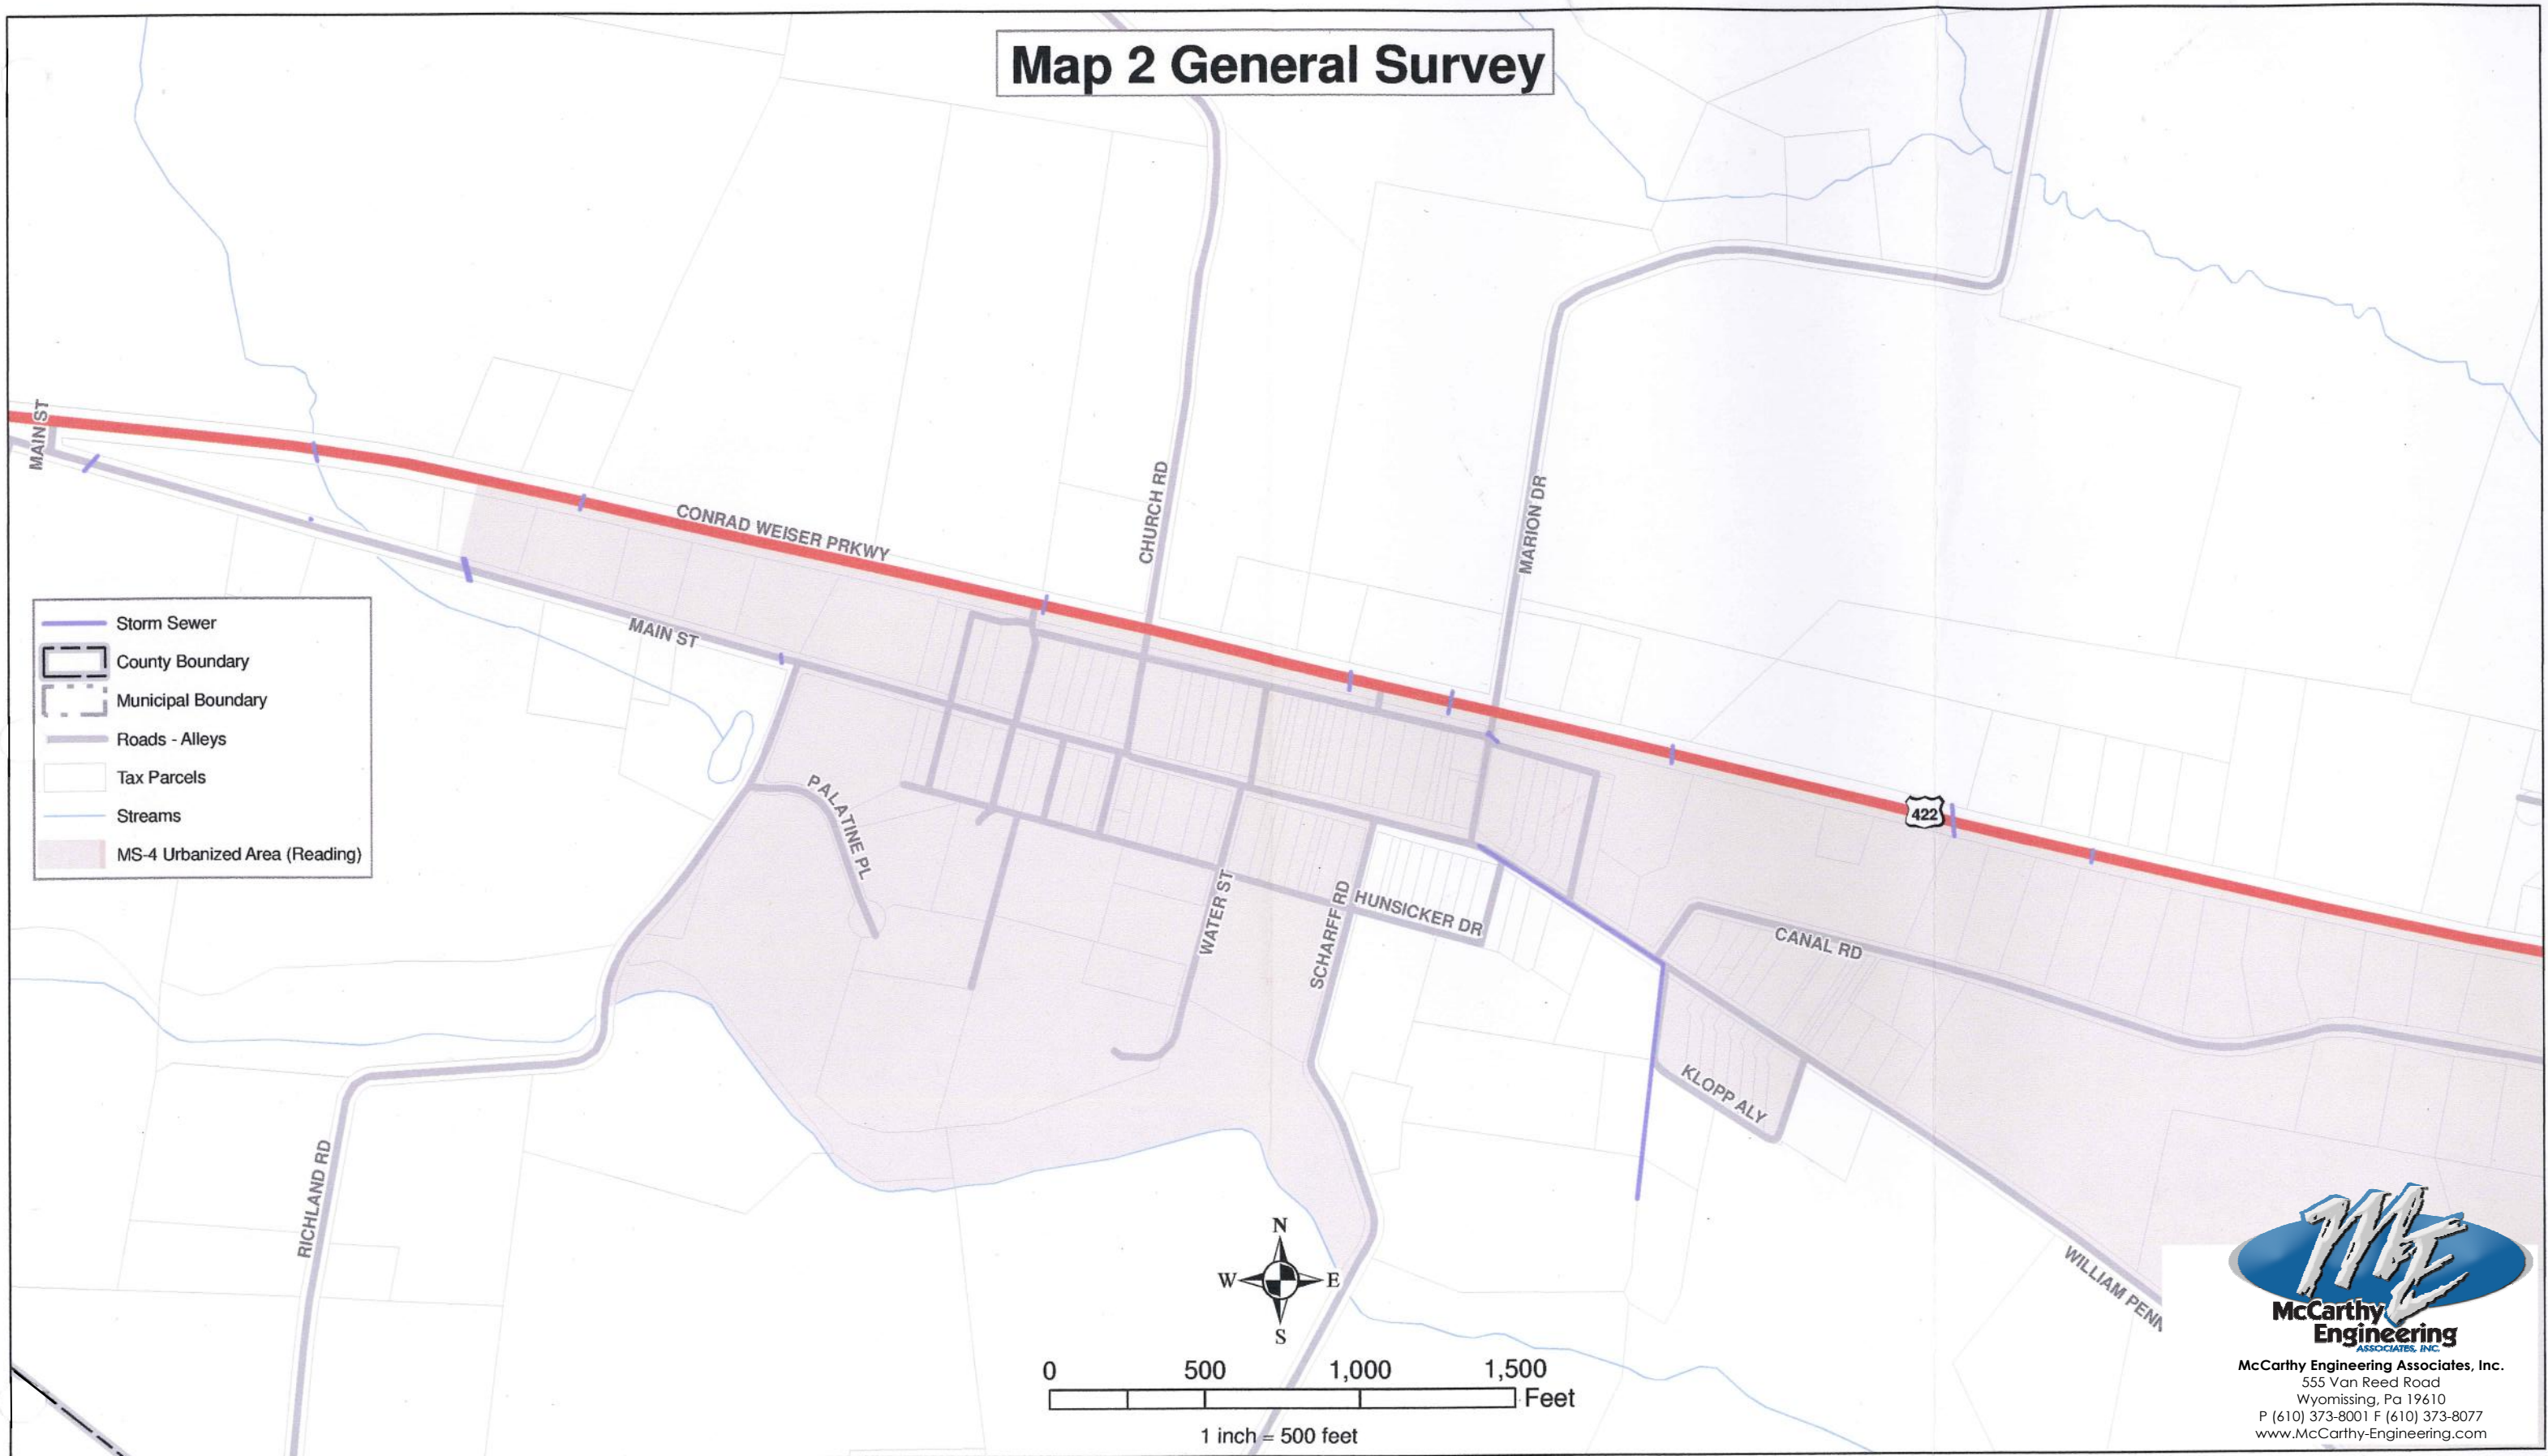 Map 2 General Survey
MAIN ST
CONRAD WEISER PRKWY
CHURCH RD
MARION DR
MAIN ST
Storm Sewer
County Boundary
Municipal Boundary
Roads - Alleys
Tax Parcels
Streams
MS-4 Urbanized Area (Reading)
PALATINE PL
422
WATER ST
SCHARFF RD
HUNSICKER DR
CANAL RD
KLOPP ALY
RICHLAND RD
WILLIAM PENN
N
W E
S
0 500 1,000 1,500
Feet
1 inch = 500 feet
ME
McCarthy
Engineering
ASSOCIATES, INC.
McCarthy Engineering Associates, Inc.
555 Van Reed Road
Wyomissing, Pa 19610
P (610) 373-8001 F (610) 373-8077
www.McCarthy-Engineering.com